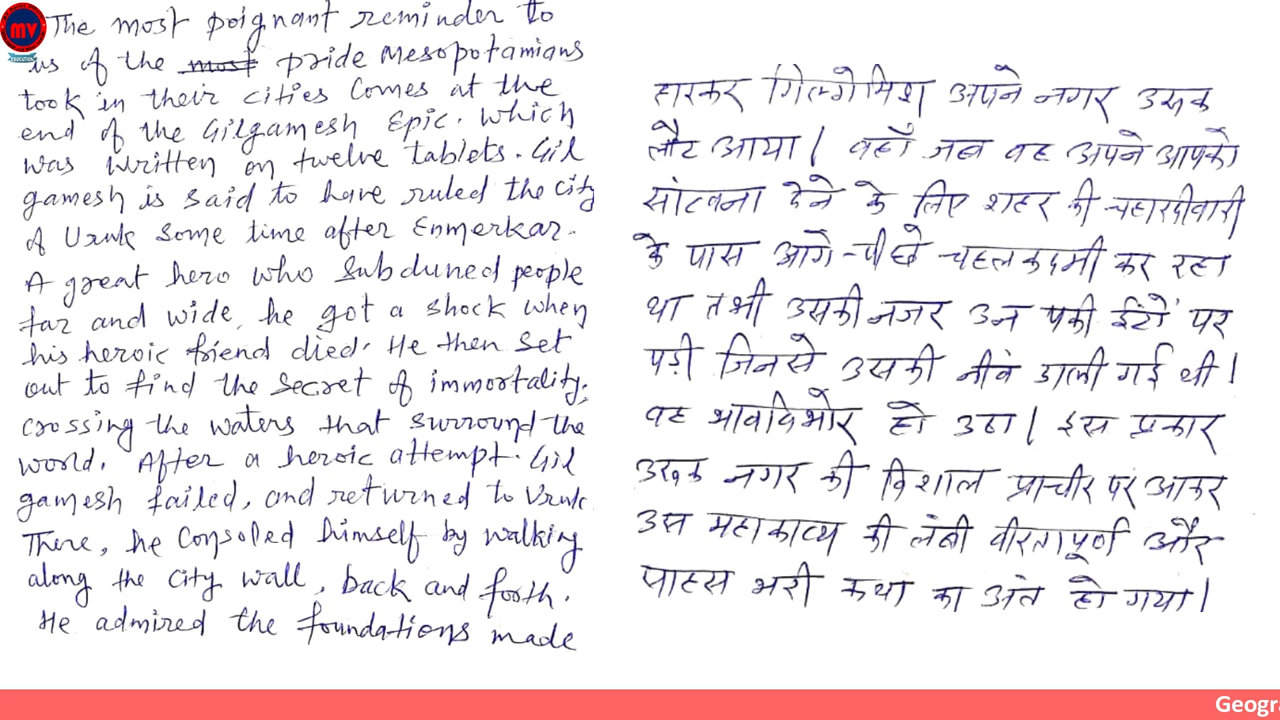 mv
EDUCATION
The most poignant reminder to
us of the most pride Mesopotamians
took in their cities comes at the
end of the Gilgamesh Epic. Which
was written on twelve tablets. Gil
gamesh is said to have ruled the city
of Uruk some time after Enmerkar.
A great hero who subduned people
far and wide, he got a shock when
his heroic friend died. He then set
out to find the secret of immortality,
crossing the waters that surround the
world. After a heroic attempt. Gil
gamesh failed, and returned to Uruk.
There, he consoled himself by walking
along the city wall, back and forth.
He admired the foundations made
हारकर गिल्गेमिश अपने नगर उरूक
लौट आया। वहाँ जब वह अपने आपको
सांटवना देने के लिए शहर की चहारदीवारी
के पास आगे-पीछे चहलकदमी कर रहा
था तभी उसकी नजर उन पकी ईटों पर
पड़ी जिनसे उसकी नींव डाली गई थी।
वह भावविभोर हो उठा। इस प्रकार
उरूक नगर की विशाल प्राचीर पर आकर
उस महाकाव्य की लंबी वीरतापूर्ण और
साहस भरी कथा का अंत हो गया।
Geogra